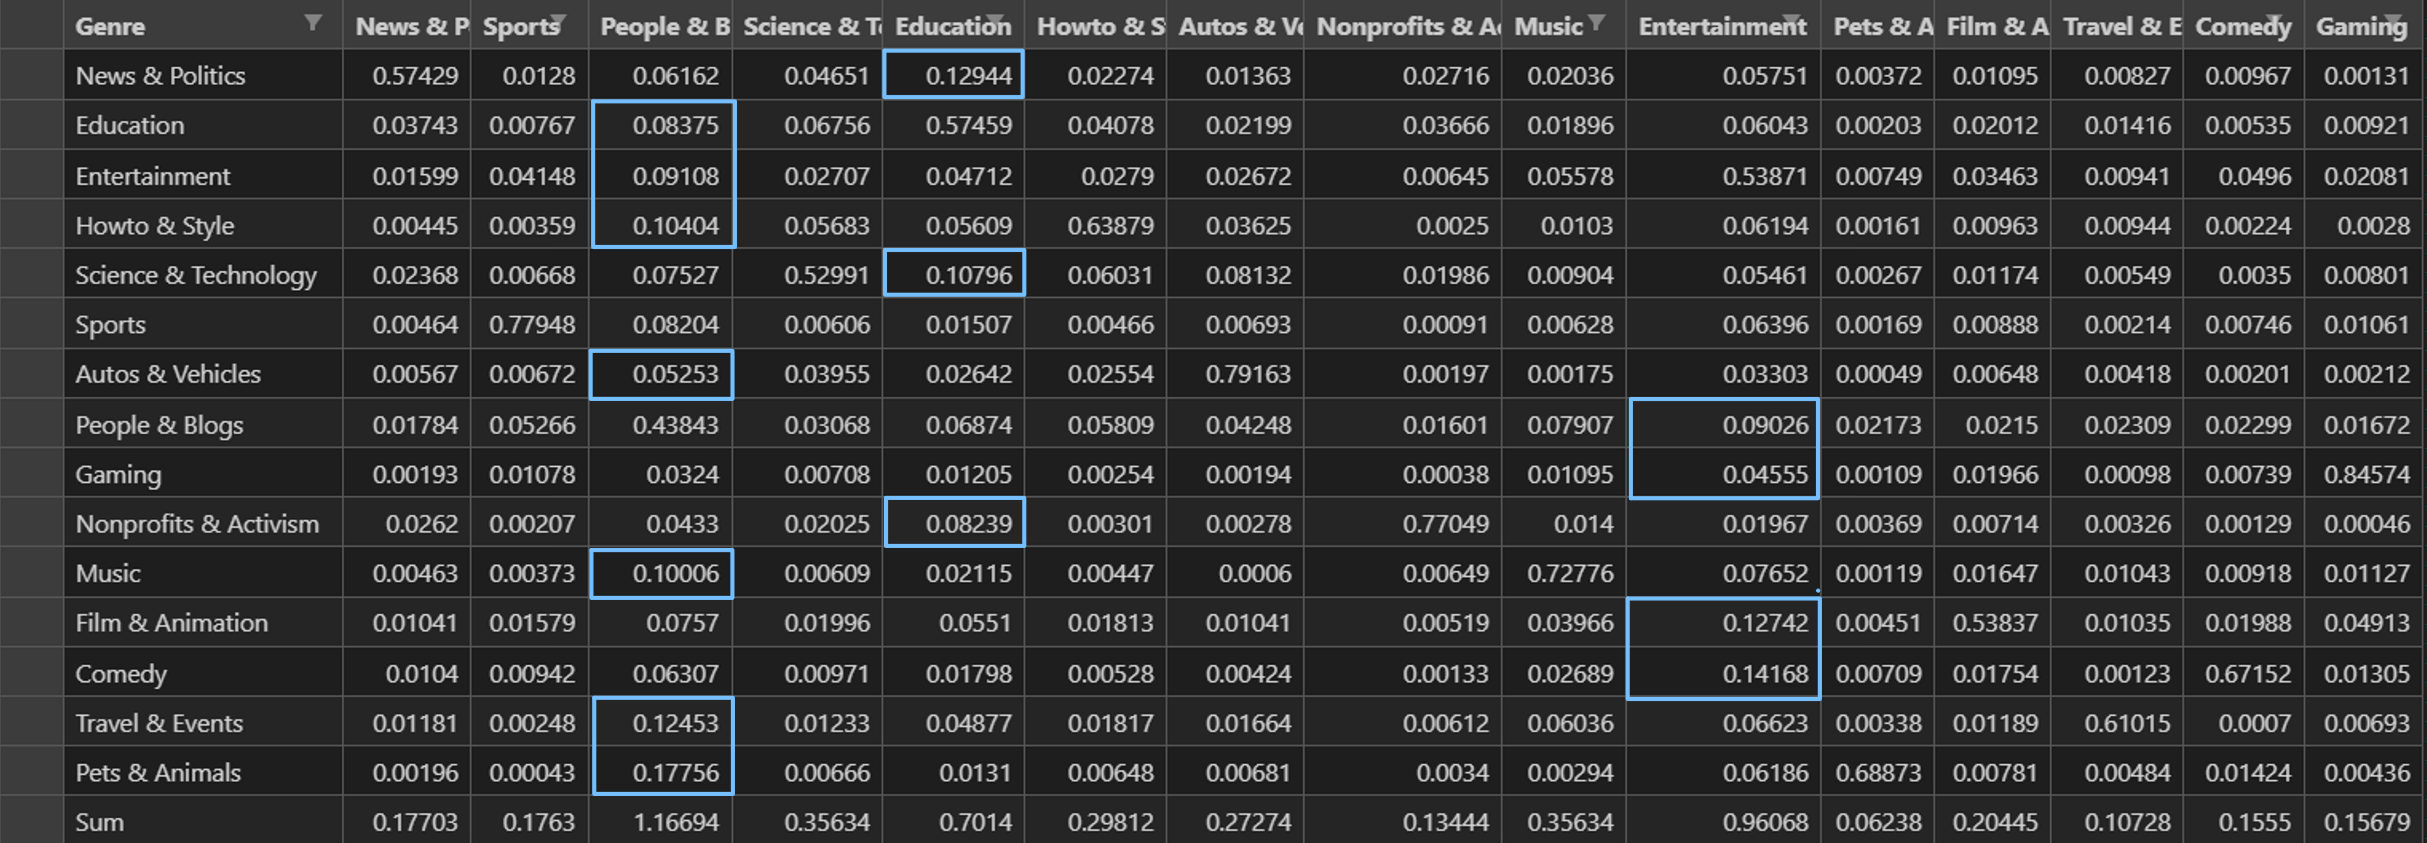 Genre News & P Sports People & B Science & T Education Howto & S Autos & Ve Nonprofits & A Music Entertainment Pets & A Film & A Travel & E Comedy Gaming
News & Politics 0.57429 0.0128 0.06162 0.04651 0.12944 0.02274 0.01363 0.02716 0.02036 0.05751 0.00372 0.01095 0.00827 0.00967 0.00131
Education 0.03743 0.00767 0.08375 0.06756 0.57459 0.04078 0.02199 0.03666 0.01896 0.06043 0.00203 0.02012 0.01416 0.00535 0.00921
Entertainment 0.01599 0.04148 0.09108 0.02707 0.04712 0.0279 0.02672 0.00645 0.05578 0.53871 0.00749 0.03463 0.00941 0.0496 0.02081
Howto & Style 0.00445 0.00359 0.10404 0.05683 0.05609 0.63879 0.03625 0.0025 0.0103 0.06194 0.00161 0.00963 0.00944 0.00224 0.0028
Science & Technology 0.02368 0.00668 0.07527 0.52991 0.10796 0.06031 0.08132 0.01986 0.00904 0.05461 0.00267 0.01174 0.00549 0.0035 0.00801
Sports 0.00464 0.77948 0.08204 0.00606 0.01507 0.00466 0.00693 0.00091 0.00628 0.06396 0.00169 0.00888 0.00214 0.00746 0.01061
Autos & Vehicles 0.00567 0.00672 0.05253 0.03955 0.02642 0.02554 0.79163 0.00197 0.00175 0.03303 0.00049 0.00648 0.00418 0.00201 0.00212
People & Blogs 0.01784 0.05266 0.43843 0.03068 0.06874 0.05809 0.04248 0.01601 0.07907 0.09026 0.02173 0.0215 0.02309 0.02299 0.01672
Gaming 0.00193 0.01078 0.0324 0.00708 0.01205 0.00254 0.00194 0.00038 0.01095 0.04555 0.00109 0.01966 0.00098 0.00739 0.84574
Nonprofits & Activism 0.0262 0.00207 0.0433 0.02025 0.08239 0.00301 0.00278 0.77049 0.014 0.01967 0.00369 0.00714 0.00326 0.00129 0.00046
Music 0.00463 0.00373 0.10006 0.00609 0.02115 0.00447 0.0006 0.00649 0.72776 0.07652 0.00119 0.01647 0.01043 0.00918 0.01127
Film & Animation 0.01041 0.01579 0.0757 0.01996 0.0551 0.01813 0.01041 0.00519 0.03966 0.12742 0.00451 0.53837 0.01035 0.01988 0.04913
Comedy 0.0104 0.00942 0.06307 0.00971 0.01798 0.00528 0.00424 0.00133 0.02689 0.14168 0.00709 0.01754 0.00123 0.67152 0.01305
Travel & Events 0.01181 0.00248 0.12453 0.01233 0.04877 0.01817 0.01664 0.00612 0.06036 0.06623 0.00338 0.01189 0.61015 0.0007 0.00693
Pets & Animals 0.00196 0.00043 0.17756 0.00666 0.0131 0.00648 0.00681 0.0034 0.00294 0.06186 0.68873 0.00781 0.00484 0.01424 0.00436
Sum 0.17703 0.1763 1.16694 0.35634 0.7014 0.29812 0.27274 0.13444 0.35634 0.96068 0.06238 0.20445 0.10728 0.1555 0.15679